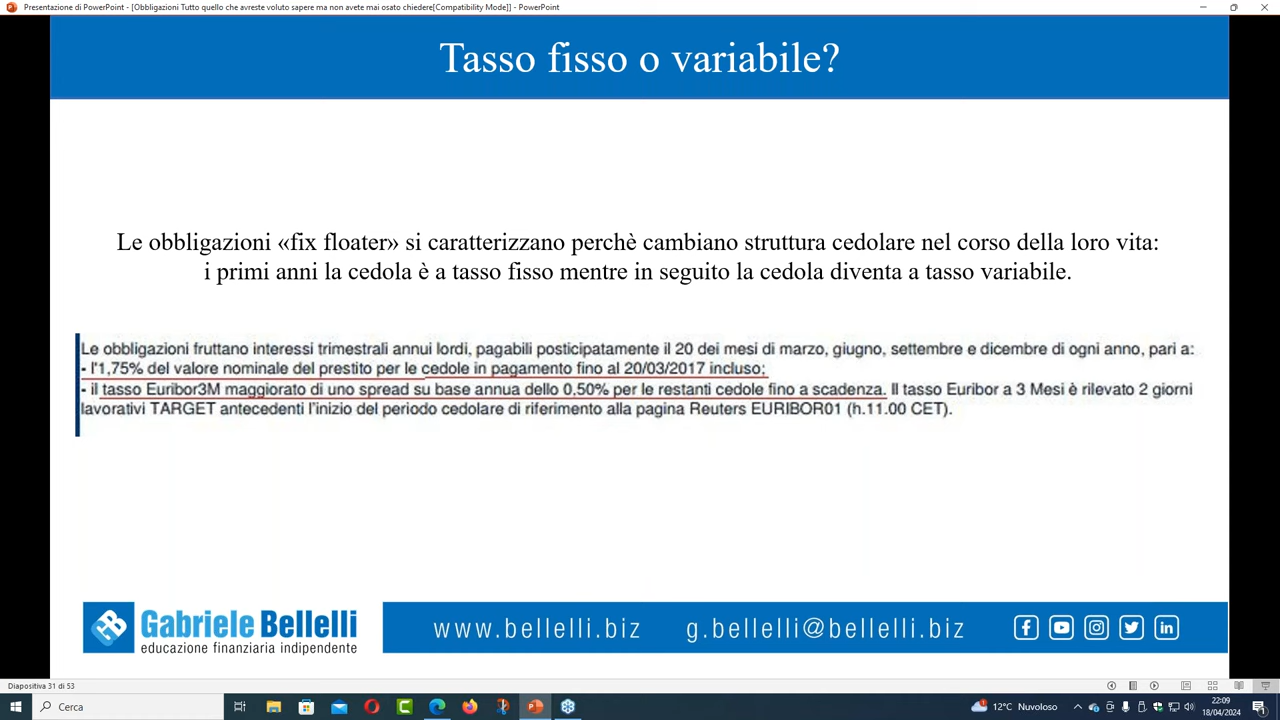 Presentazione di PowerPoint - [Obbligazioni Tutto quello che avreste voluto sapere ma non avete mai osato chiedere[Compatibility Mode]] - PowerPoint
Tasso fisso o variabile?
Le obbligazioni «fix floater» si caratterizzano perchè cambiano struttura cedolare nel corso della loro vita:
i primi anni la cedola è a tasso fisso mentre in seguito la cedola diventa a tasso variabile.
Le obbligazioni fruttano interessi trimestrali annui lordi, pagabili posticipatamente il 20 dei mesi di marzo, giugno, settembre e dicembre di ogni anno, pari a:
- l'1,75% del valore nominale del prestito per le cedole in pagamento fino al 20/03/2017 incluso;
- il tasso Euribor3M maggiorato di uno spread su base annua dello 0,50% per le restanti cedole fino a scadenza. Il tasso Euribor a 3 Mesi è rilevato 2 giorni
lavorativi TARGET antecedenti l'inizio del periodo cedolare di riferimento alla pagina Reuters EURIBOR01 (h.11.00 CET).
Gabriele Bellelli
educazione finanziaria indipendente
www.bellelli.biz g.bellelli@bellelli.biz
Diapositiva 31 di 53
Cerca
12°C Nuvoloso
22:09
18/04/2024